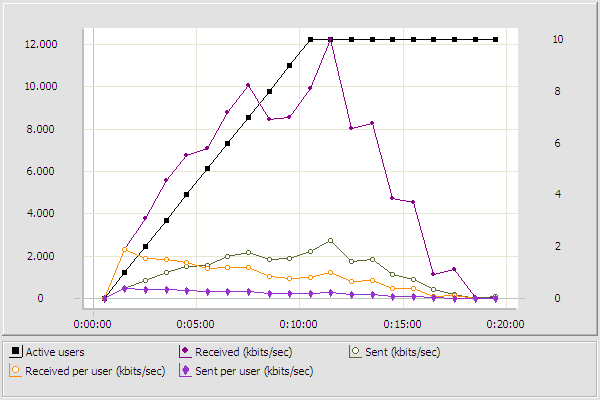 12.000 10
10.000 8
8.000 6
6.000 4
4.000
2.000 2
0 0
0:00:00 0:05:00 0:10:00 0:15:00 0:20:00
Active users Received (kbits/sec) Sent (kbits/sec)
Received per user (kbits/sec) Sent per user (kbits/sec)